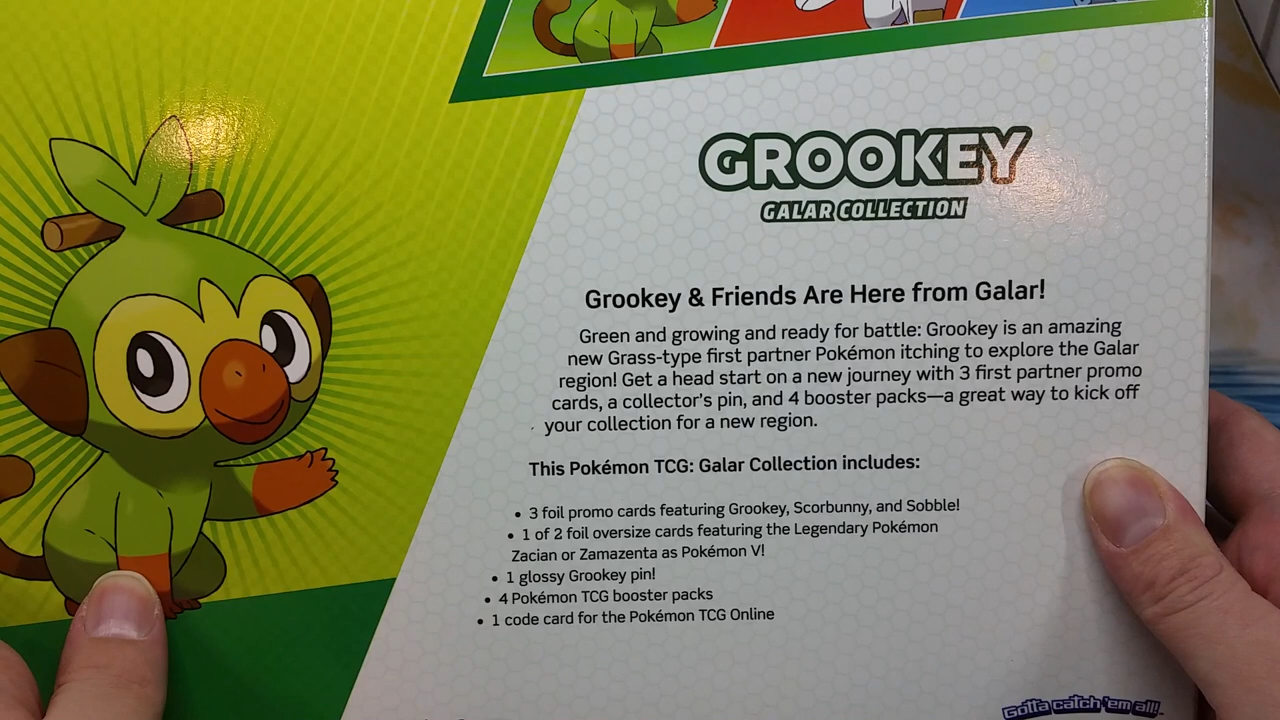 GROOKEY
GALAR COLLECTION
Grookey & Friends Are Here from Galar!
Green and growing and ready for battle: Grookey is an amazing
new Grass-type first partner Pokémon itching to explore the Galar
region! Get a head start on a new journey with 3 first partner promo
cards, a collector's pin, and 4 booster packs—a great way to kick off
your collection for a new region.
This Pokémon TCG: Galar Collection includes:
• 3 foil promo cards featuring Grookey, Scorbunny, and Sobble!
• 1 of 2 foil oversize cards featuring the Legendary Pokémon
Zacian or Zamazenta as Pokémon V!
• 1 glossy Grookey pin!
• 4 Pokémon TCG booster packs
• 1 code card for the Pokémon TCG Online
Gotta catch 'em all!™